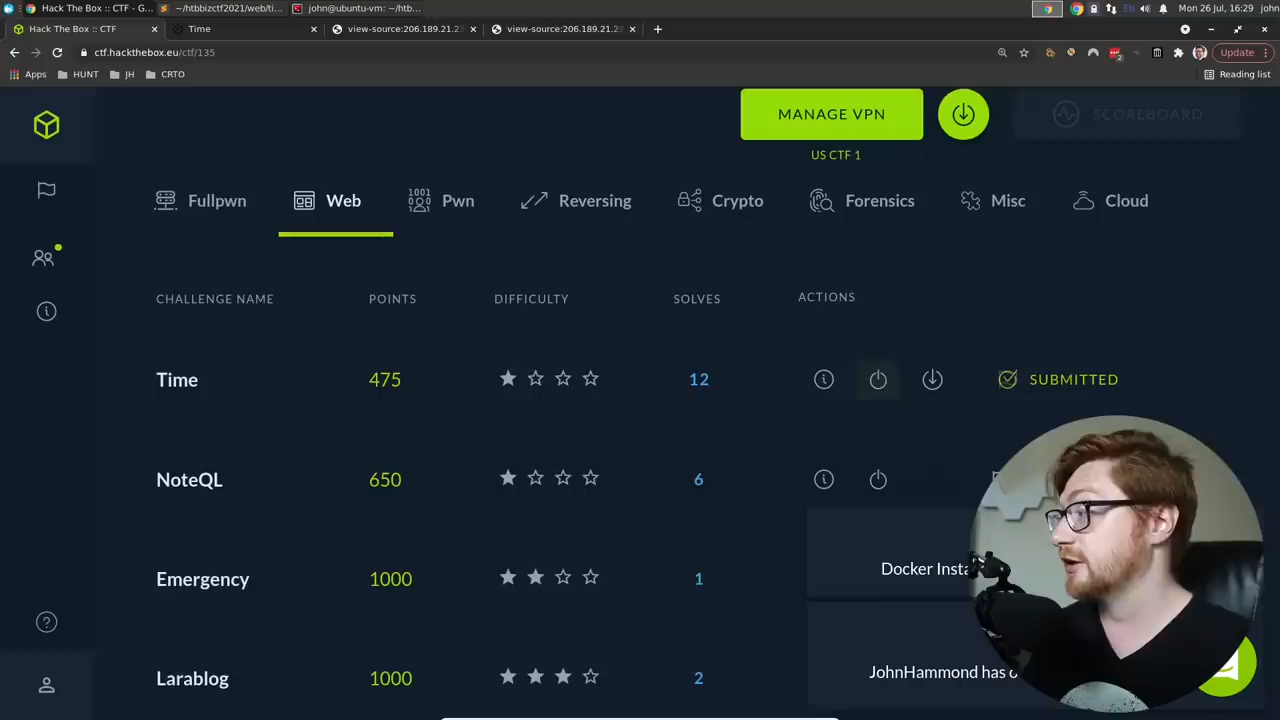 ~/htbbizctf2021/web/ti... john@ubuntu-vm: ~/htb... EN Mon 26 Jul, 16:29 john
Hack The Box :: CTF - G... Time view-source:206.189.21.2 view-source:206.189.21.2
ctf.hackthebox.eu/ctf/135 Update
Apps HUNT JH CRTO Reading list
MANAGE VPN SCOREBOARD
US CTF 1
Fullpwn Web Pwn Reversing Crypto Forensics Misc Cloud
CHALLENGE NAME POINTS DIFFICULTY SOLVES ACTIONS
Time 475 12 SUBMITTED
NoteQL 650 6
Emergency 1000 1
Docker Insta
Larablog 1000 2
JohnHammond has